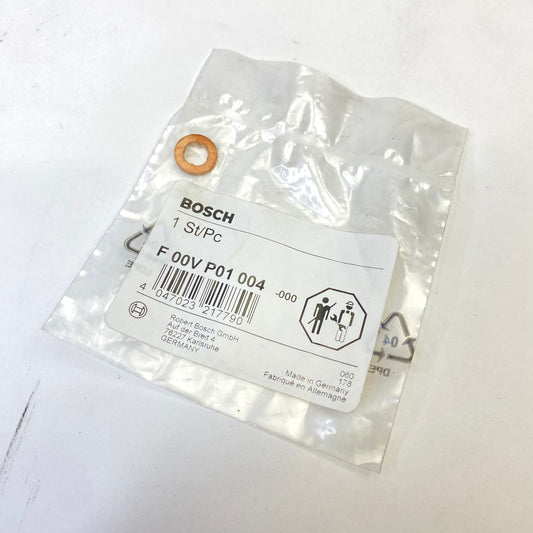 BOSCH
1 St/Pc
F 00V P01 004
-000
4 047023 217790
Robert Bosch GmbH
Auf der Breit 4
76227 Karlsruhe
GERMANY
060
178
Made in Germany
Fabriqué en Allemagne
04